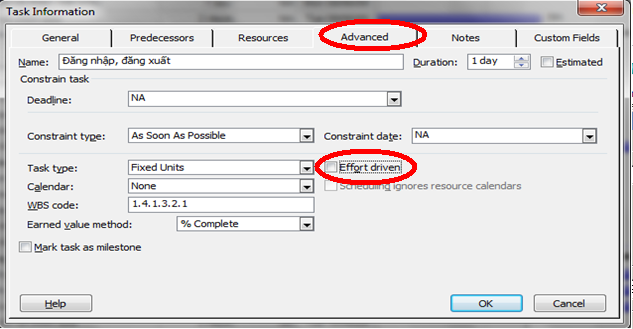 Task Information
General Predecessors Resources Advanced Notes Custom Fields
Name: Đăng nhập, đăng xuất Duration: 1 day Estimated
Constrain task
Deadline: NA
Constraint type: As Soon As Possible Constraint date: NA
Task type: Fixed Units Effort driven
Calendar: None Scheduling ignores resource calendars
WBS code: 1.4.1.3.2.1
Earned value method: % Complete
Mark task as milestone
Help OK Cancel